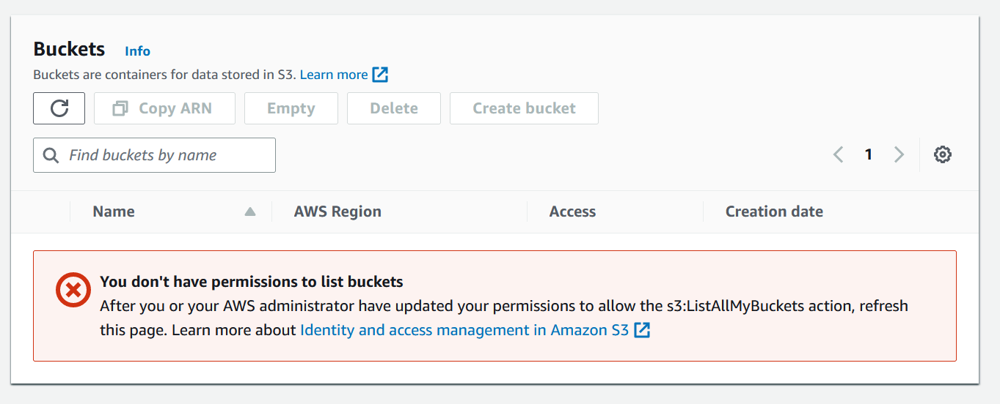 Buckets Info
Buckets are containers for data stored in S3. Learn more
Copy ARN Empty Delete Create bucket
Find buckets by name 1
Name AWS Region Access Creation date
You don't have permissions to list buckets
After you or your AWS administrator have updated your permissions to allow the s3:ListAllMyBuckets action, refresh
this page. Learn more about Identity and access management in Amazon S3